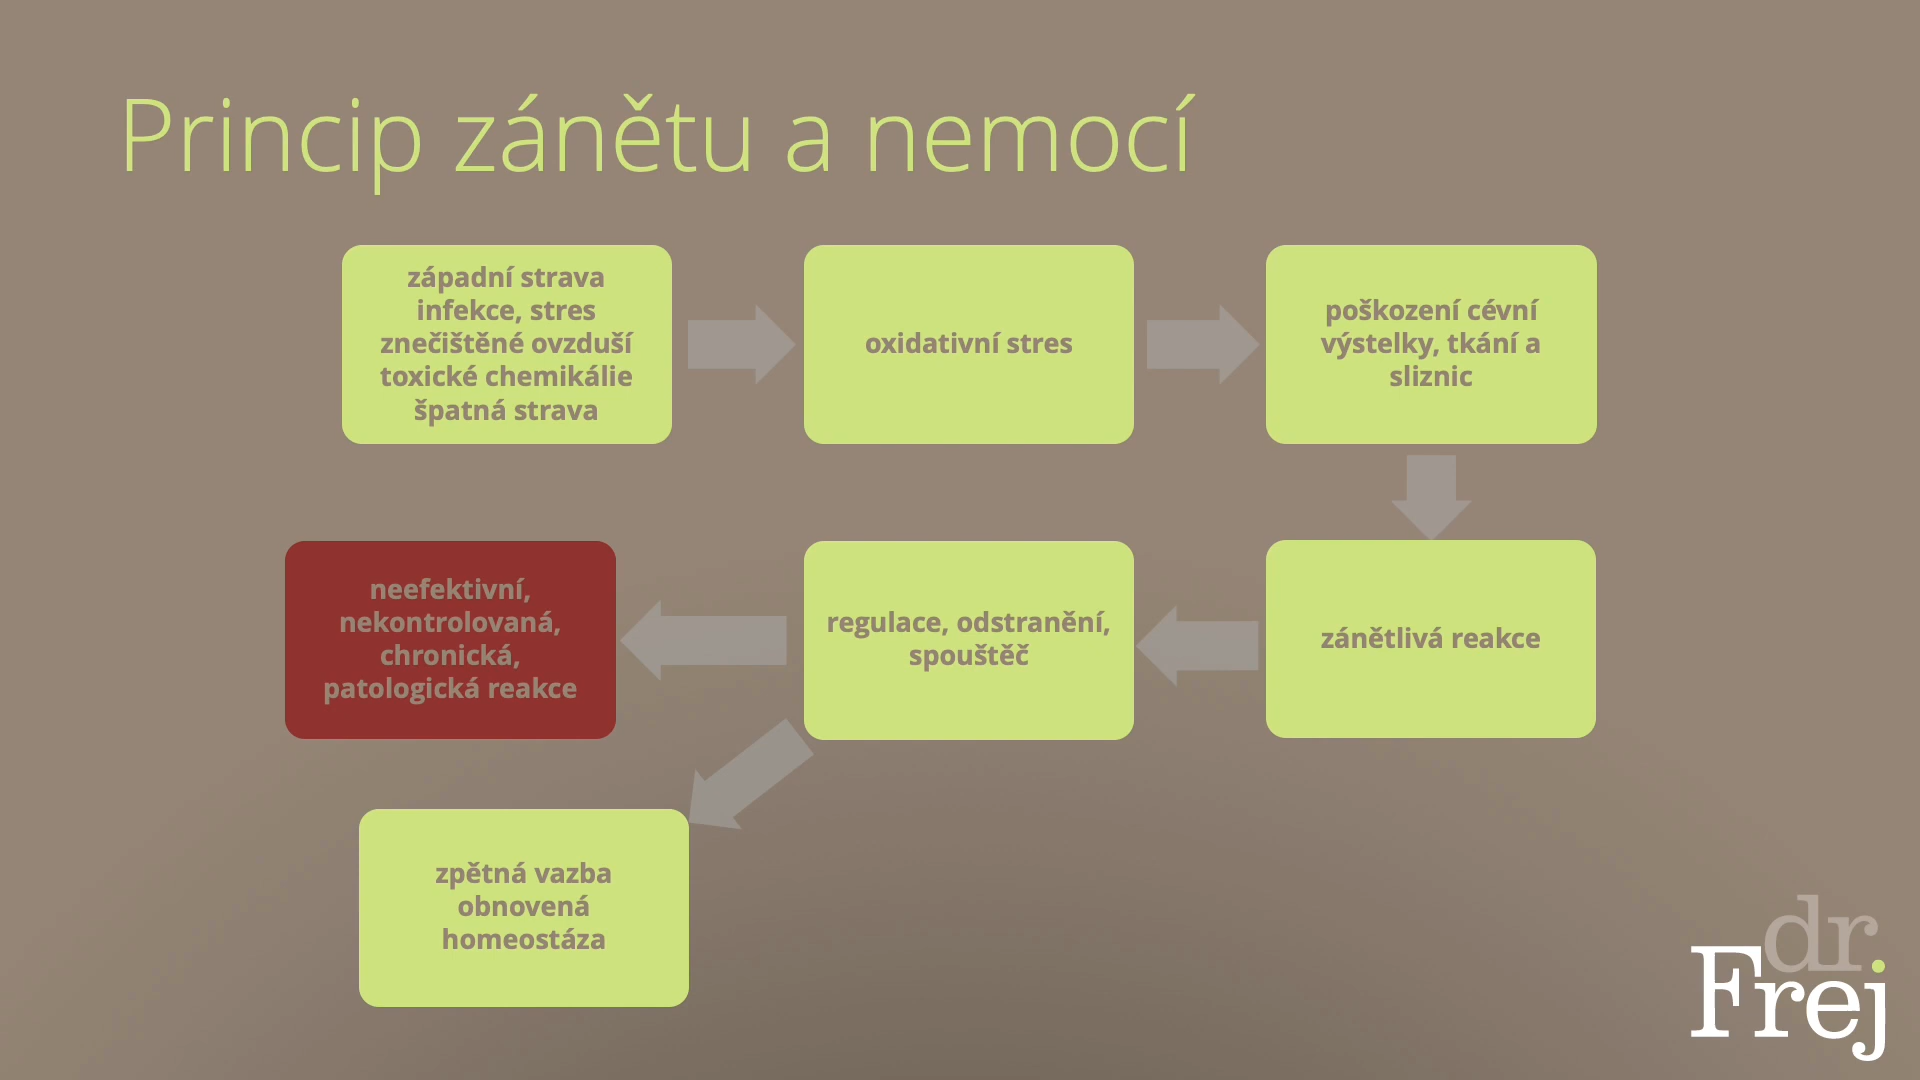 Princip zánětu a nemocí
západní strava
infekce, stres
znečištěné ovzduší
toxické chemikálie
špatná strava
oxidativní stres
poškození cévní
výstelky, tkání a
sliznic
neefektivní,
nekontrolovaná,
chronická,
patologická reakce
regulace, odstranění,
spouštěč
zánětlivá reakce
zpětná vazba
obnovená
homeostáza
dr.
Frej